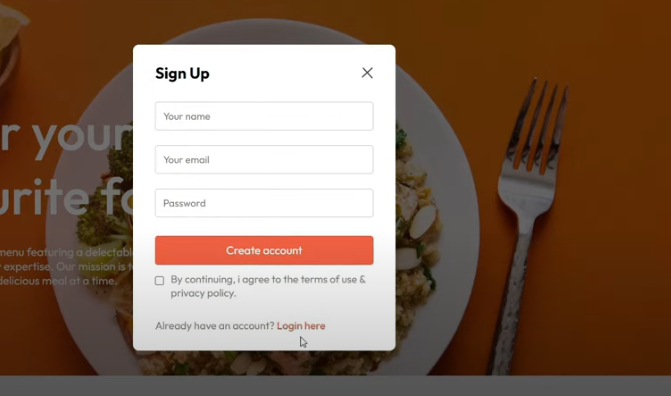 Sign Up
Your name
Your email
Password
Create account
By continuing, i agree to the terms of use &
privacy policy.
Already have an account? Login here
r your
urite fo
menu featuring a delectabl
expertise. Our mission is t
delicious meal at a time.